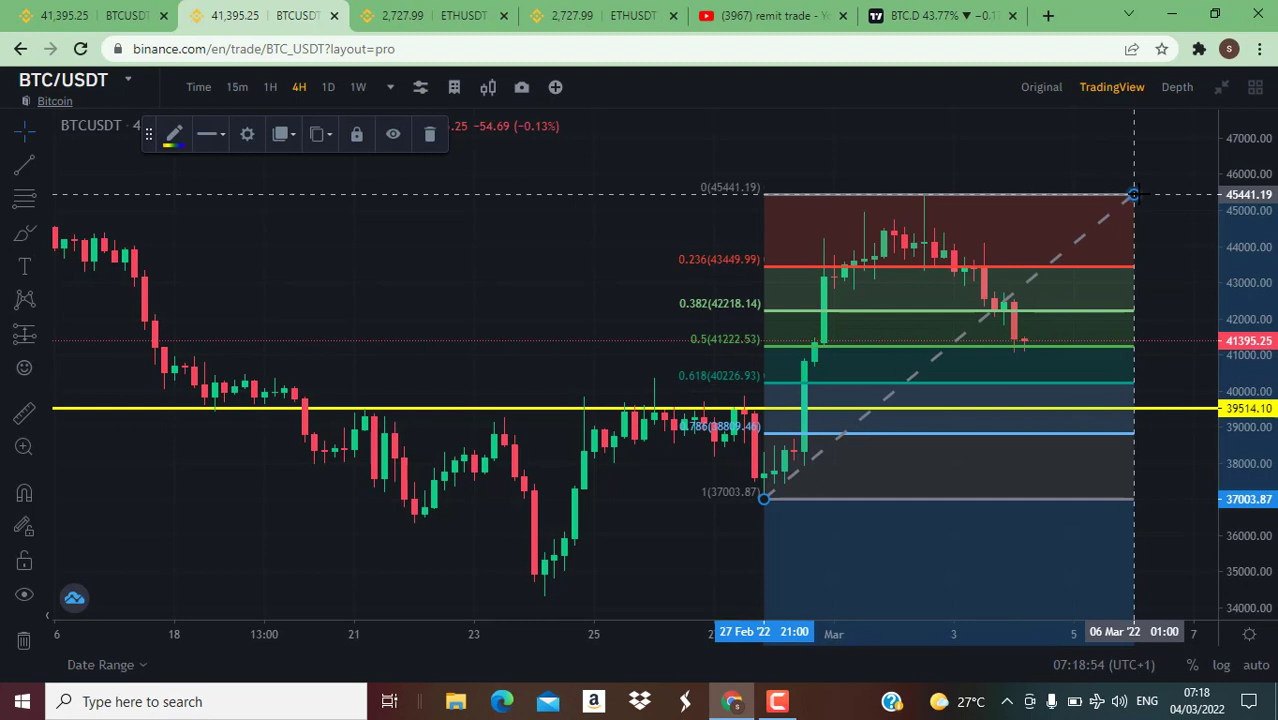 41,395.25 BTCUSDT
41,395.25 BTCUSDT
2,727.99 ETHUSDT
2,727.99 ETHUSDT
(3967) remit trade - Yo
BTC.D 43.77% ▼ −0.1
binance.com/en/trade/BTC_USDT?layout=pro
S
BTC/USDT
Bitcoin
Time 15m 1H 4H 1D 1W
Original TradingView Depth
BTCUSDT · 4
.25 −54.69 (−0.13%)
47000.00
46000.00
45441.19
45000.00
44000.00
43000.00
42000.00
41395.25
41000.00
40000.00
39514.10
39000.00
38000.00
37003.87
36000.00
35000.00
34000.00
0(45441.19)
0.236(43449.99)
0.382(42218.14)
0.5(41222.53)
0.618(40226.93)
0.786(38809.46)
1(37003.87)
6 18 13:00 21 23 25 2 27 Feb '22 21:00 Mar 3 5 06 Mar '22 01:00 7
Date Range
07:18:54 (UTC+1) % log auto
Type here to search
27°C
ENG
07:18
04/03/2022